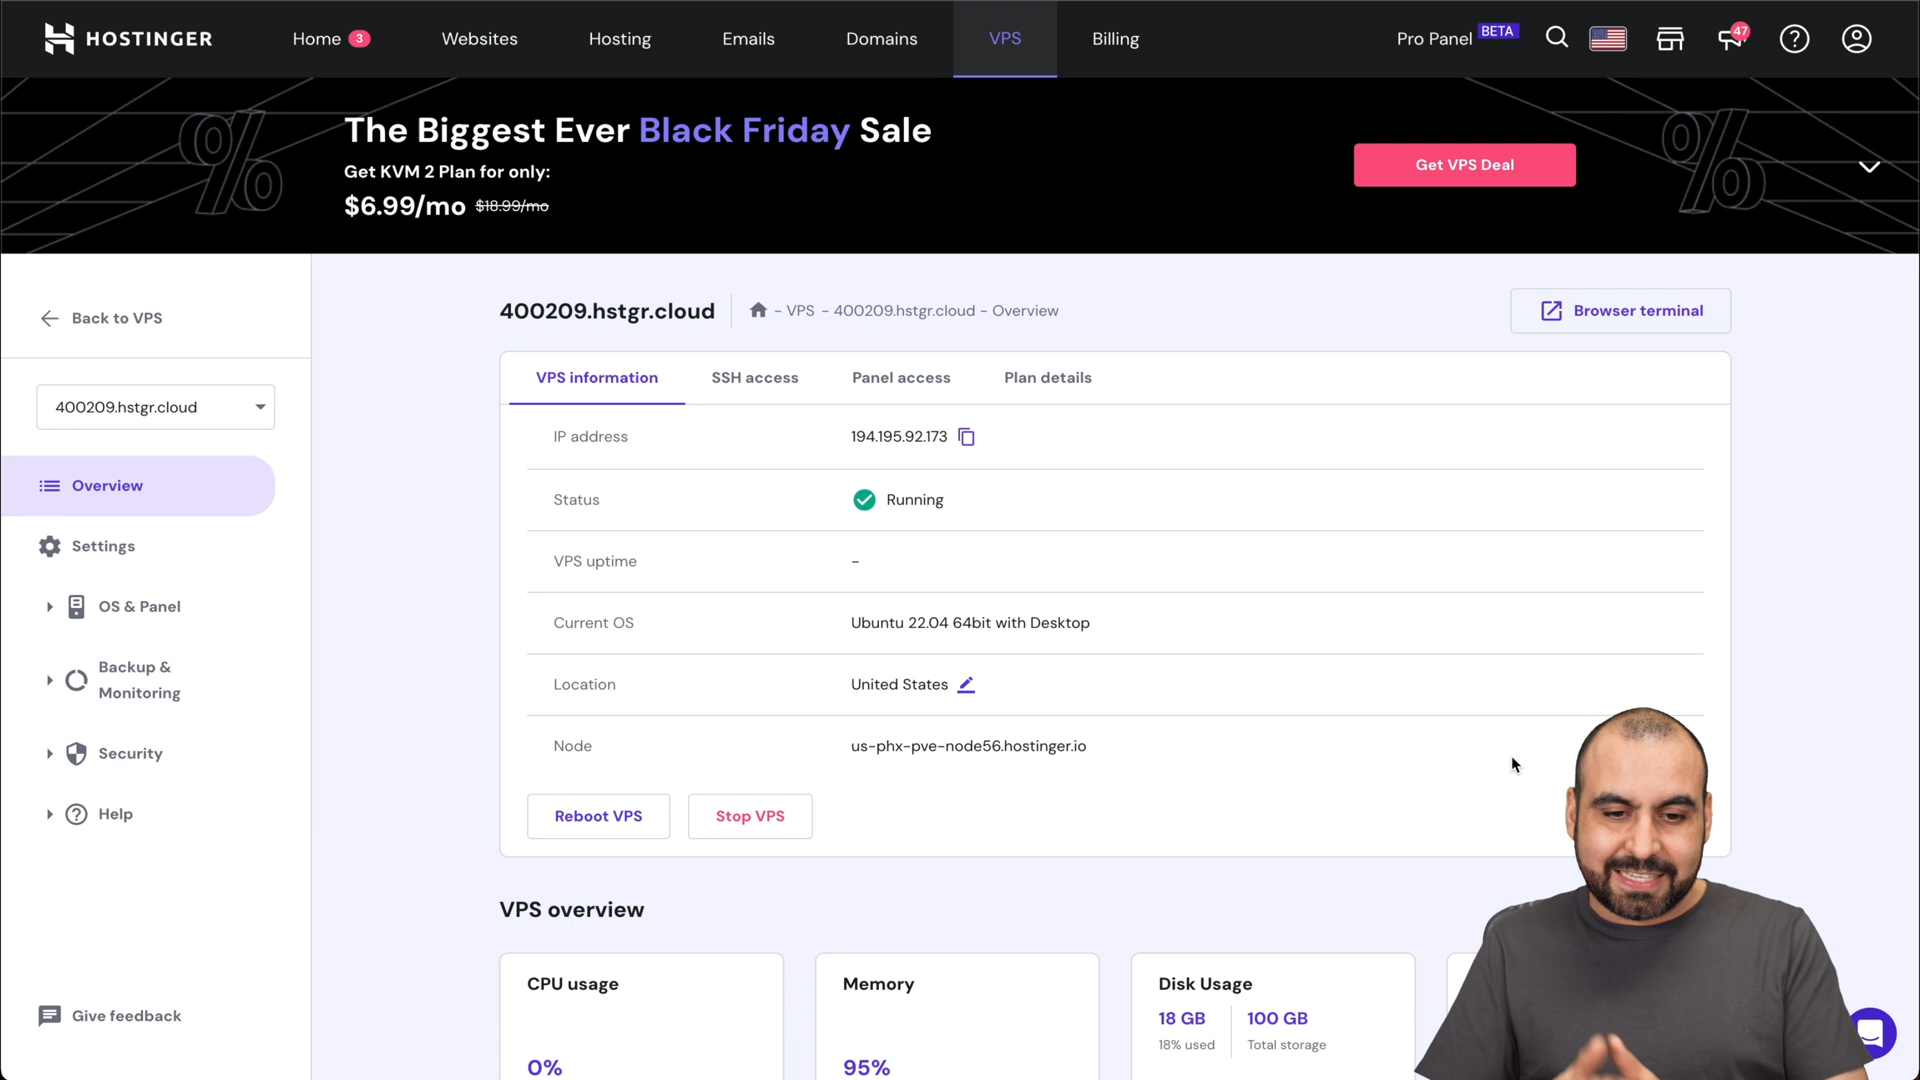 HOSTINGER
Home 3
Websites
Hosting
Emails
Domains
VPS
Billing
Pro Panel BETA
47
The Biggest Ever Black Friday Sale
Get KVM 2 Plan for only:
$6.99/mo $18.99/mo
Get VPS Deal
Back to VPS
400209.hstgr.cloud
Overview
Settings
OS & Panel
Backup &
Monitoring
Security
Help
Give feedback
400209.hstgr.cloud
- VPS - 400209.hstgr.cloud - Overview
Browser terminal
VPS information
SSH access
Panel access
Plan details
IP address 194.195.92.173
Status Running
VPS uptime -
Current OS Ubuntu 22.04 64bit with Desktop
Location United States
Node us-phx-pve-node56.hostinger.io
Reboot VPS
Stop VPS
VPS overview
CPU usage
0%
Memory
95%
Disk Usage
18 GB 100 GB
18% used Total storage